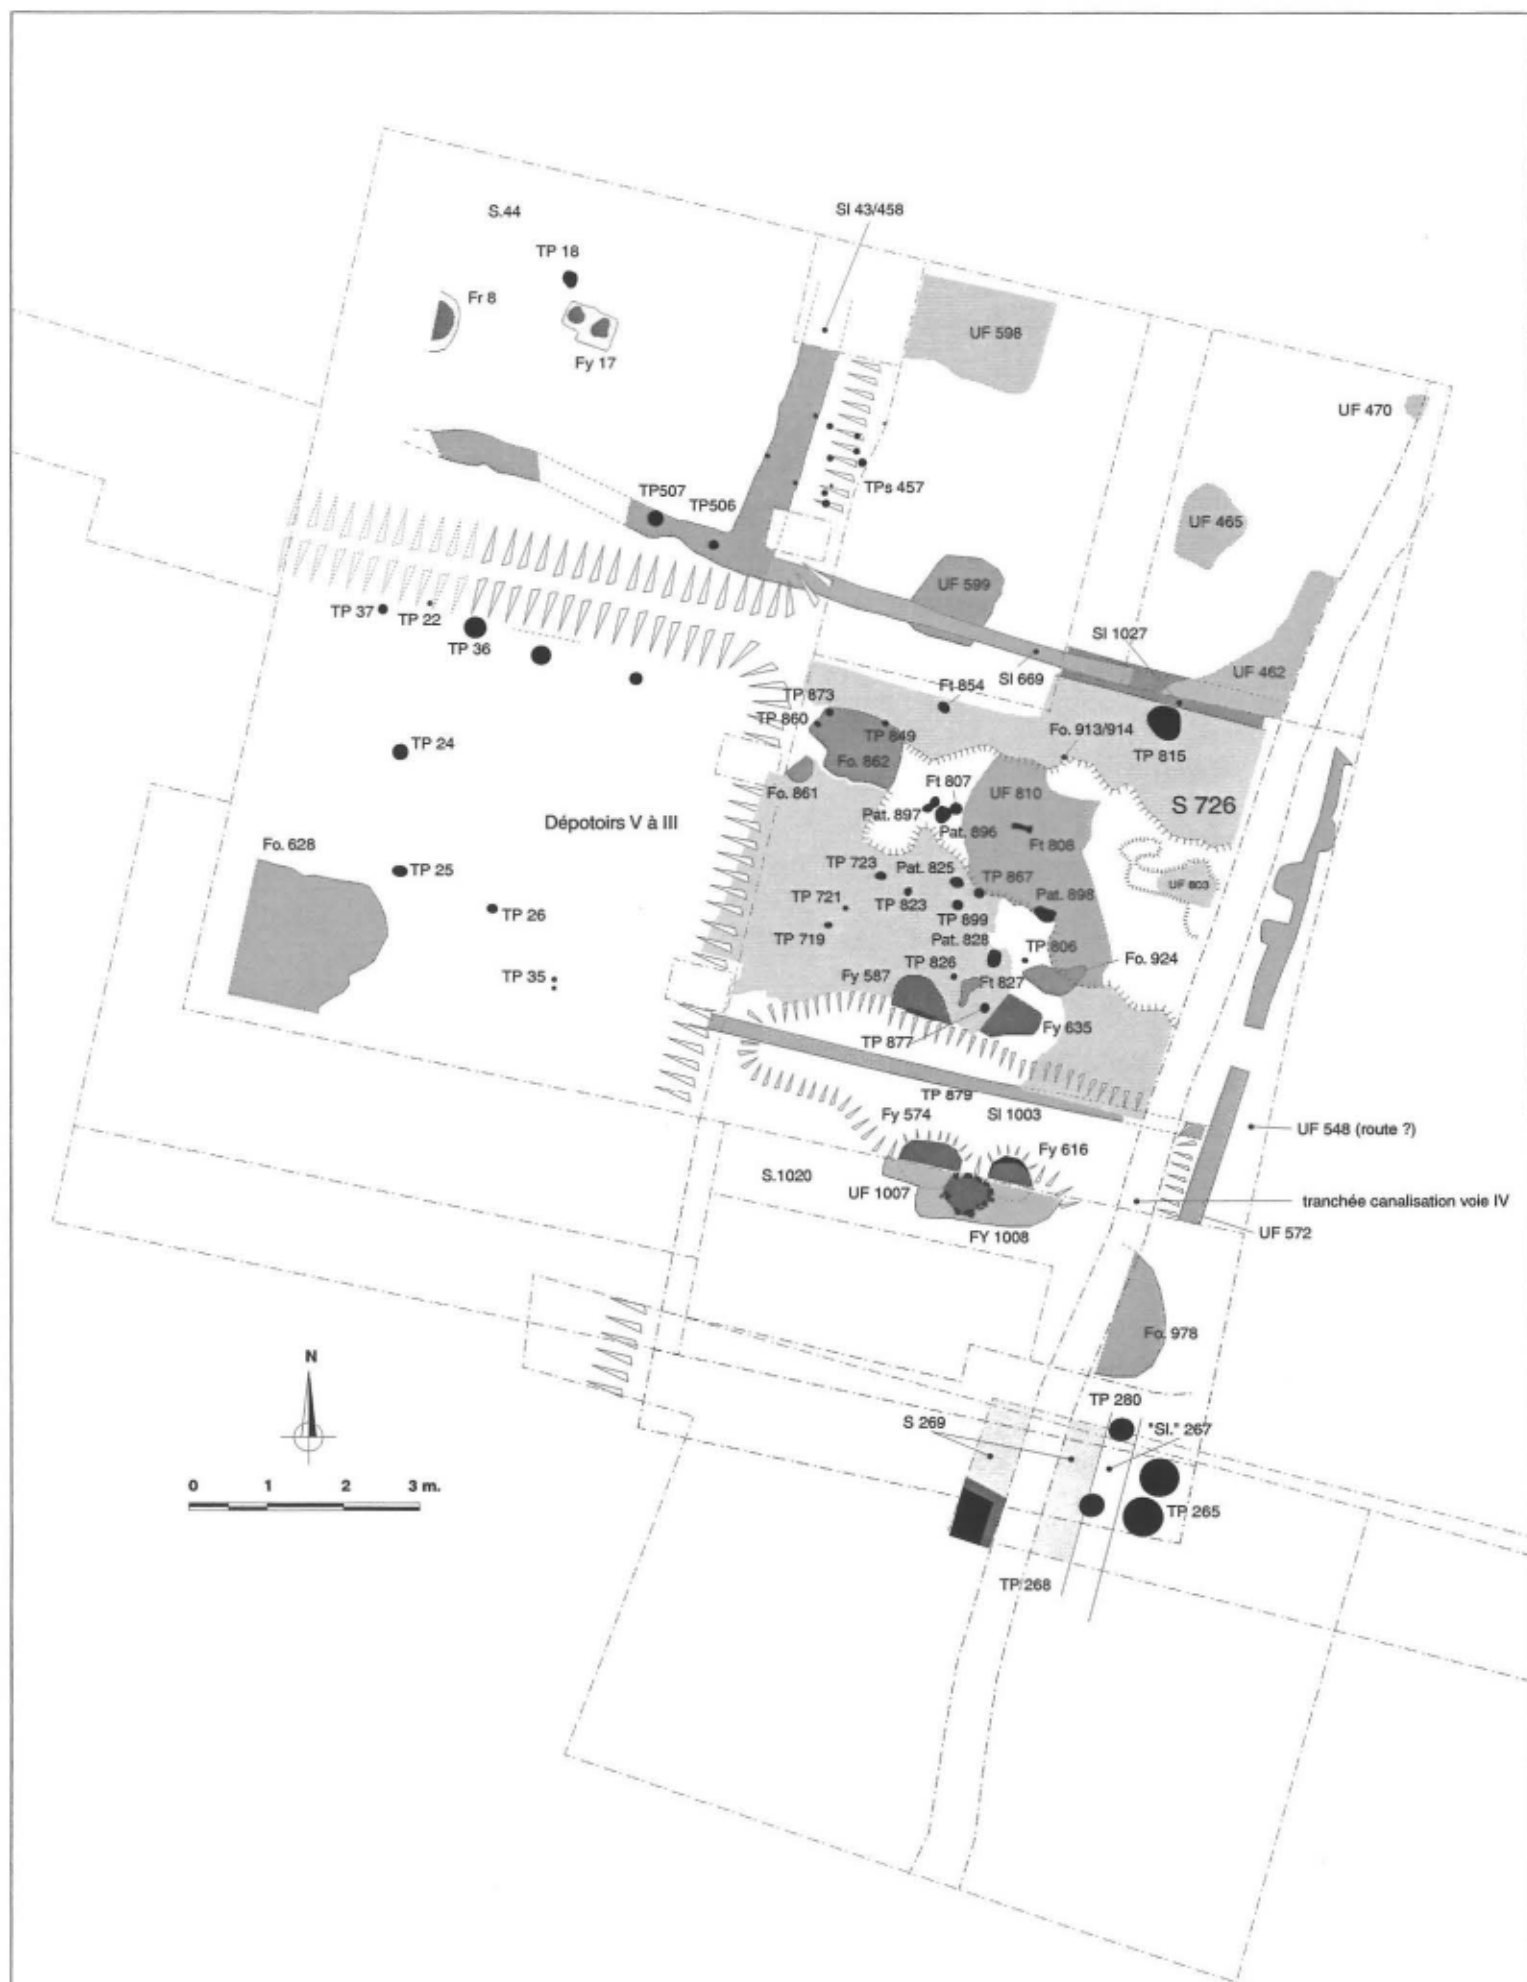 S.44
SI 43/458
TP 18
Fr 8
UF 598
Fy 17
UF 470
TPs 457
TP507
TP506
UF 465
UF 599
TP 37
TP 22
TP 36
SI 1027
SI 669
UF 462
Ft 854
TP 873
TP 860
TP 849
Fo. 913/914
TP 815
TP 24
Fo. 862
Fo. 861
Ft 807
UF 810
S 726
Pat. 897
Pat. 896
Dépotoirs V à III
Ft 808
Fo. 628
TP 723
Pat. 825
TP 867
UF 803
TP 25
TP 721
TP 823
Pat. 898
TP 26
TP 899
TP 719
Pat. 828
TP 806
TP 826
Fo. 924
TP 35
Fy 587
Ft 827
TP 877
Fy 635
TP 879
Fy 574
SI 1003
UF 548 (route ?)
Fy 616
S.1020
UF 1007
tranchée canalisation voie IV
FY 1008
UF 572
Fo. 978
N
TP 280
S 269
"SI." 267
0 1 2 3 m.
TP 265
TP 268